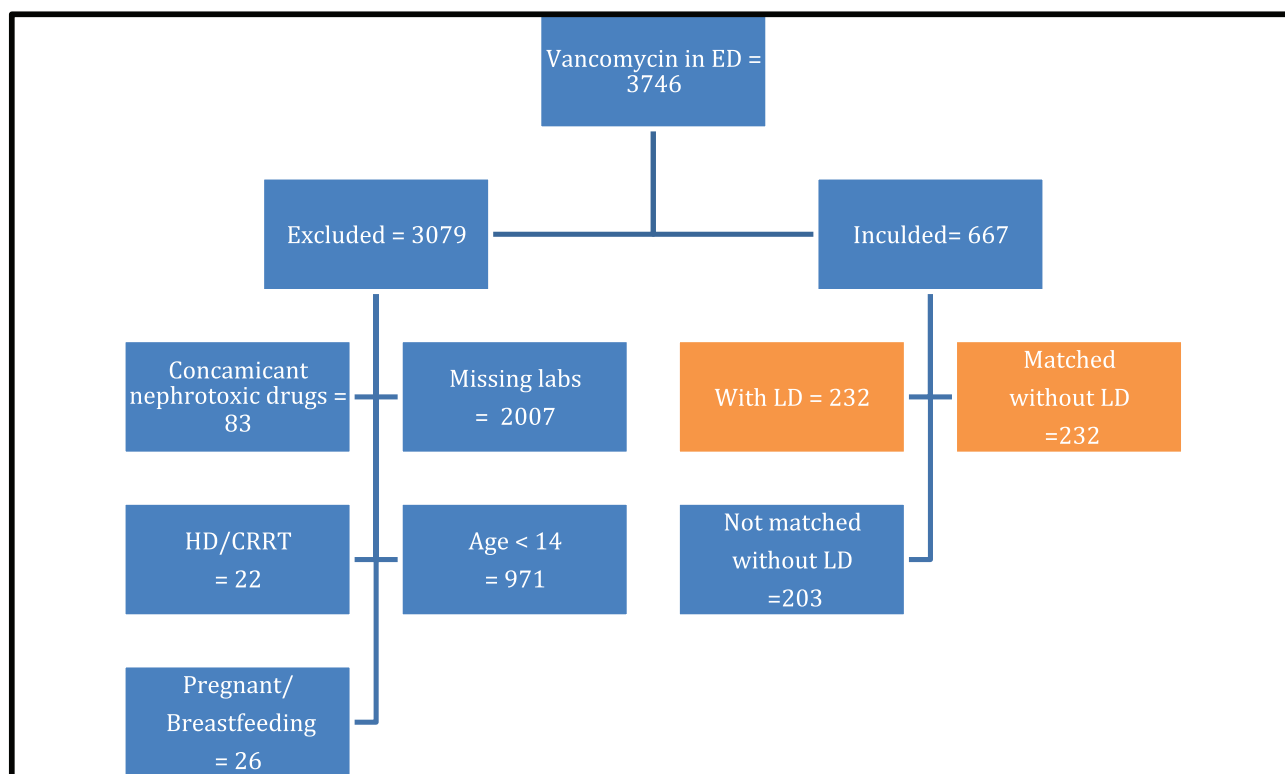 Vancomycin in ED =
3746
Excluded = 3079
Inculded= 667
Concamicant
nephrotoxic drugs =
83
Missing labs
= 2007
With LD = 232
Matched
without LD
=232
HD/CRRT
= 22
Age < 14
= 971
Not matched
without LD
=203
Pregnant/
Breastfeeding
= 26